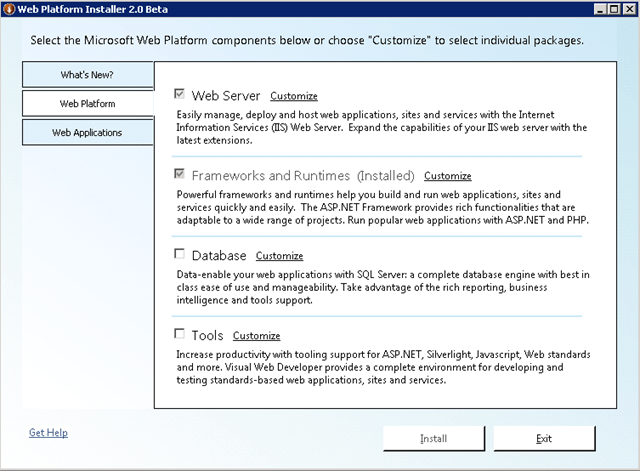 Web Platform Installer 2.0 Beta
Select the Microsoft Web Platform components below or choose "Customize" to select individual packages.
What's New?
Web Platform
Web Applications
Web Server Customize
Easily manage, deploy and host web applications, sites and services with the Internet
Information Services (IIS) Web Server. Expand the capabilities of your IIS web server with the
latest extensions.
Frameworks and Runtimes (Installed) Customize
Powerful frameworks and runtimes help you build and run web applications, sites and
services quickly and easily. The ASP.NET Framework provides rich functionalities that are
adaptable to a wide range of projects. Run popular web applications with ASP.NET and PHP.
Database Customize
Data-enable your web applications with SQL Server: a complete database engine with best in
class ease of use and manageability. Take advantage of the rich reporting, business
intelligence and tools support.
Tools Customize
Increase productivity with tooling support for ASP.NET, Silverlight, Javascript, Web standards
and more. Visual Web Developer provides a complete environment for developing and
testing standards-based web applications, sites and services.
Get Help
Install
Exit